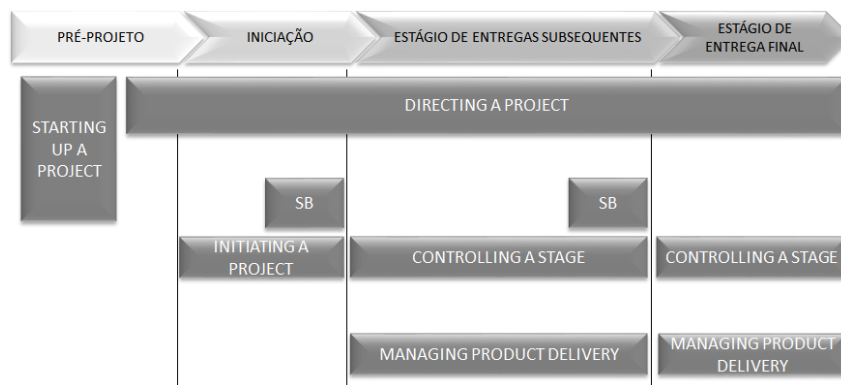 PRÉ-PROJETO
INICIAÇÃO
ESTÁGIO DE ENTREGAS SUBSEQUENTES
ESTÁGIO DE
ENTREGA FINAL
DIRECTING A PROJECT
STARTING
UP A
PROJECT
SB
SB
INITIATING A
PROJECT
CONTROLLING A STAGE
CONTROLLING A STAGE
MANAGING PRODUCT DELIVERY
MANAGING PRODUCT
DELIVERY